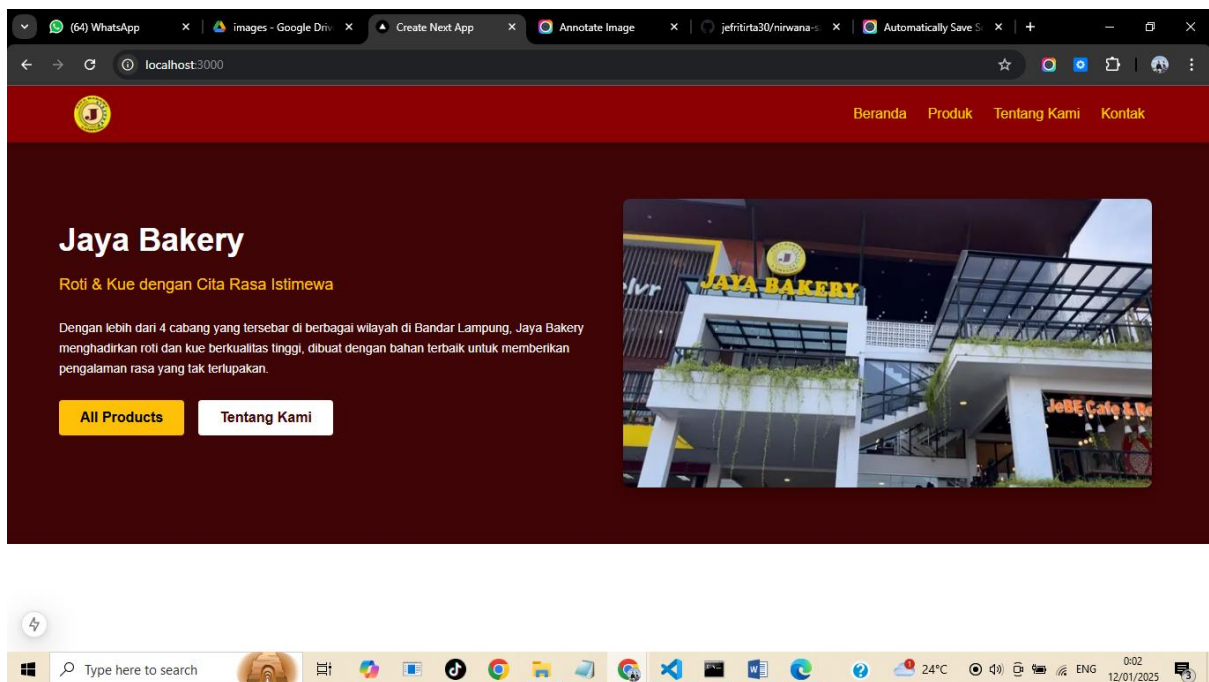 (64) WhatsApp
images - Google Driv
Create Next App
Annotate Image
jefritirta30/nirwana-s
Automatically Save S
localhost:3000
J
Beranda Produk Tentang Kami Kontak
Jaya Bakery
Roti & Kue dengan Cita Rasa Istimewa
Dengan lebih dari 4 cabang yang tersebar di berbagai wilayah di Bandar Lampung, Jaya Bakery
menghadirkan roti dan kue berkualitas tinggi, dibuat dengan bahan terbaik untuk memberikan
pengalaman rasa yang tak terlupakan.
All Products Tentang Kami
J
JAYA BAKERY
JeBE Cafe & Re
Type here to search
24°C
ENG
0:02
12/01/2025
3